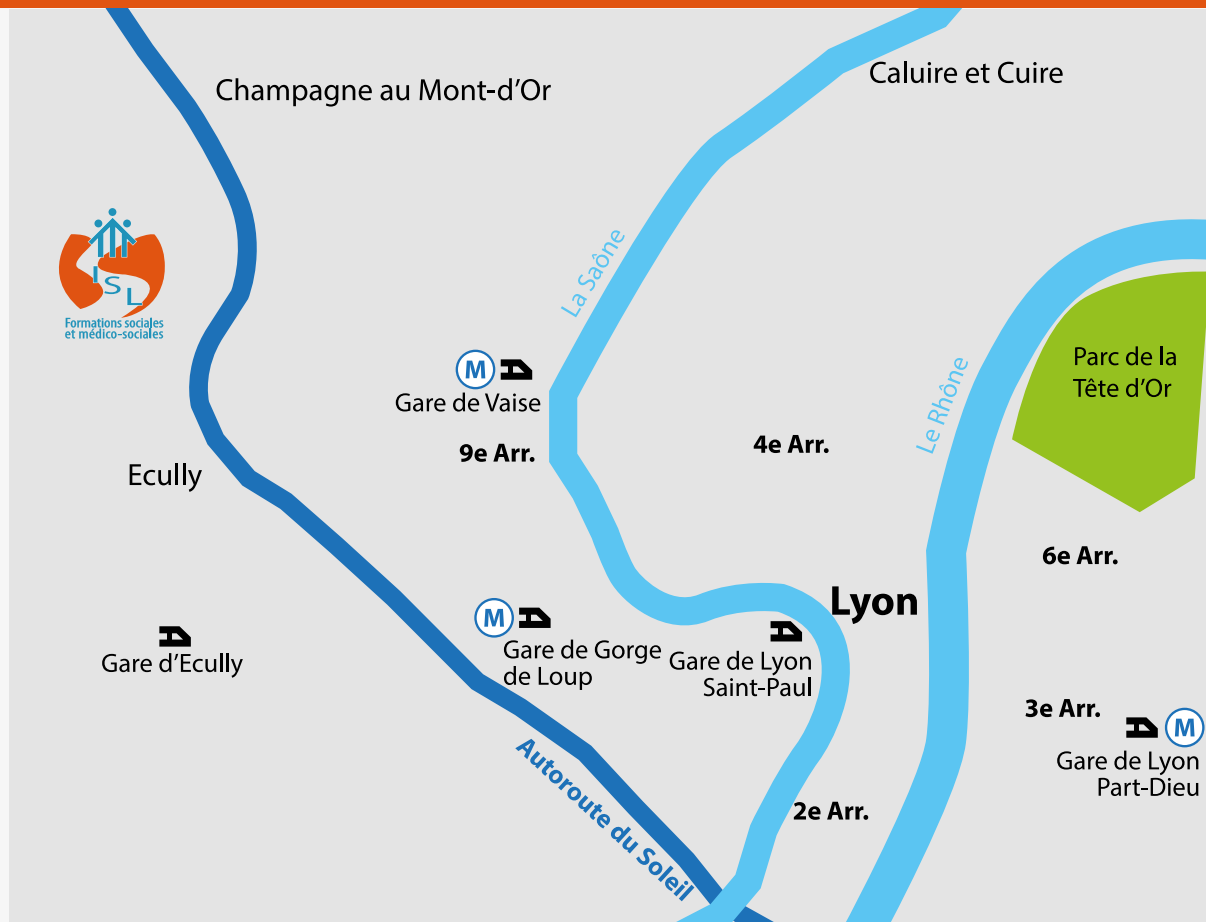 Champagne au Mont-d'Or
Caluire et Cuire
ISL
Formations sociales
et médico-sociales
La Saône
Le Rhône
Parc de la
Tête d'Or
M
Gare de Vaise
9e Arr.
4e Arr.
Ecully
6e Arr.
Lyon
M
Gare de Gorge
de Loup
Gare de Lyon
Saint-Paul
Gare d'Ecully
3e Arr.
M
Gare de Lyon
Part-Dieu
Autoroute du Soleil
2e Arr.